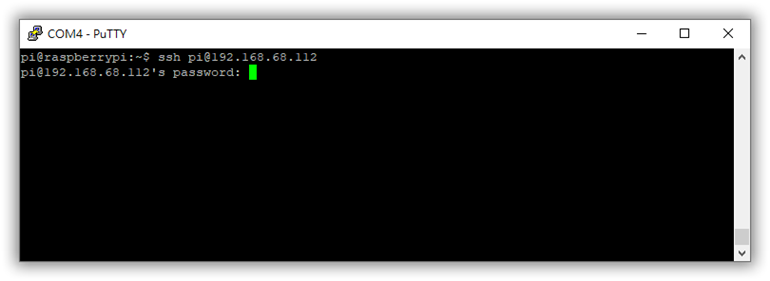 COM4 - PuTTY
pi@raspberrypi:~$ ssh pi@192.168.68.112
pi@192.168.68.112's password: